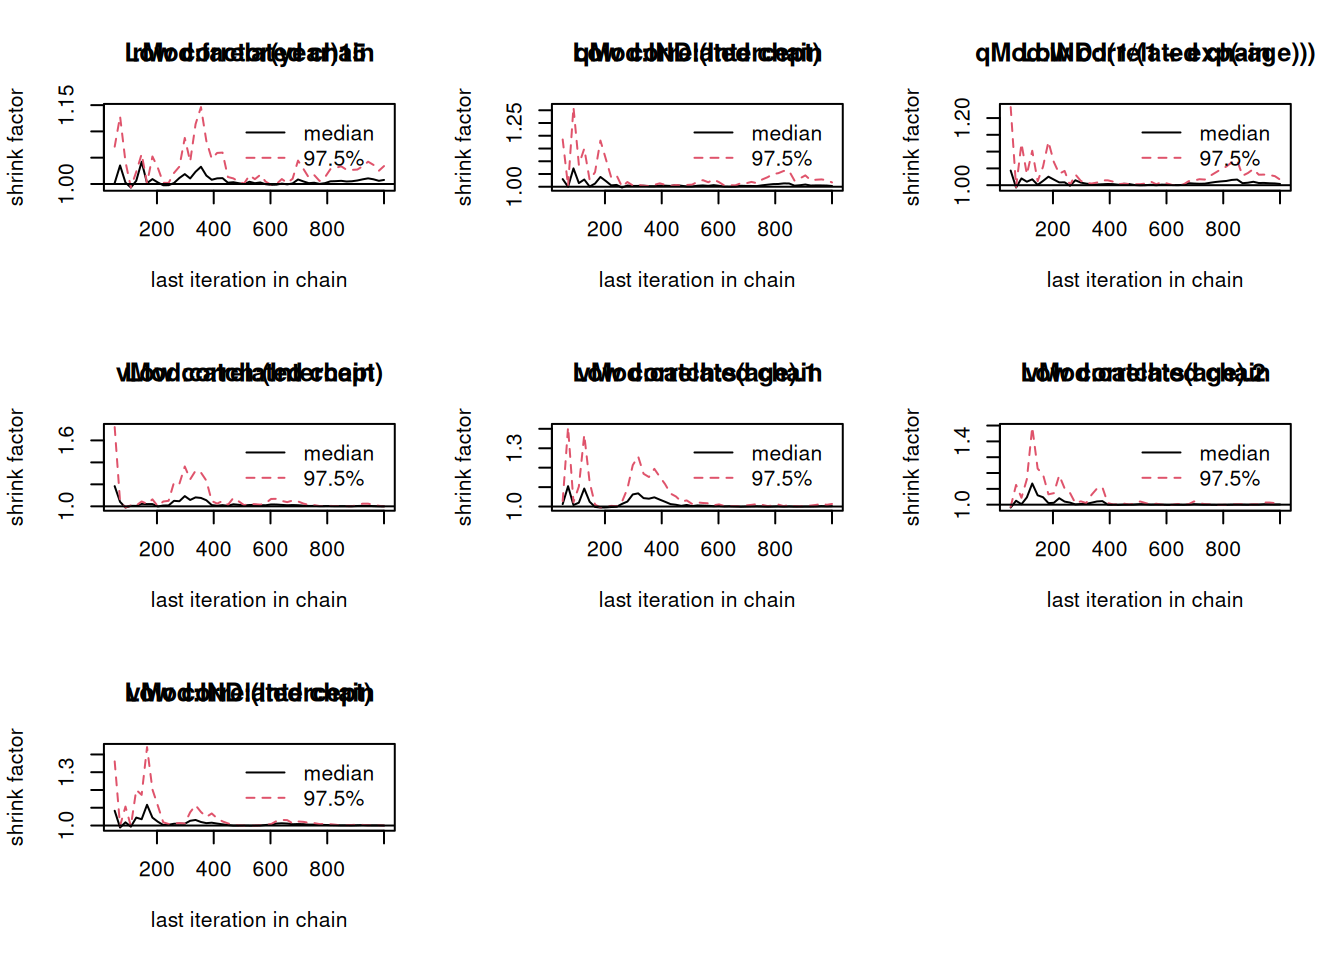 shrink factor
1.00 1.15
median
97.5%
200 400 600 800
last iteration in chain
shrink factor
1.00 1.25
median
97.5%
200 400 600 800
last iteration in chain
shrink factor
1.00 1.20
median
97.5%
200 400 600 800
last iteration in chain
shrink factor
1.0 1.6
median
97.5%
200 400 600 800
last iteration in chain
shrink factor
1.0 1.3
median
97.5%
200 400 600 800
last iteration in chain
shrink factor
1.0 1.4
median
97.5%
200 400 600 800
last iteration in chain
shrink factor
1.0 1.3
median
97.5%
200 400 600 800
last iteration in chain